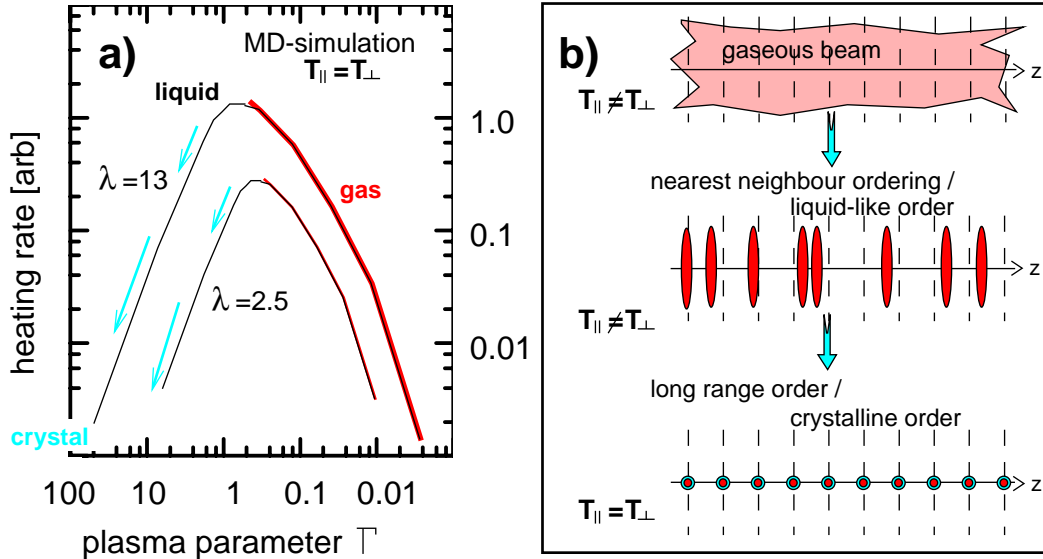 a)
MD-simulation
T|| = T⊥
liquid
λ =13
gas
λ =2.5
crystal
1.0
0.1
0.01
100 10 1 0.1 0.01
heating rate [arb]
plasma parameter Γ
b)
gaseous beam
z
T|| ≠ T⊥
nearest neighbour ordering /
liquid-like order
z
T|| ≠ T⊥
long range order /
crystalline order
z
T|| = T⊥